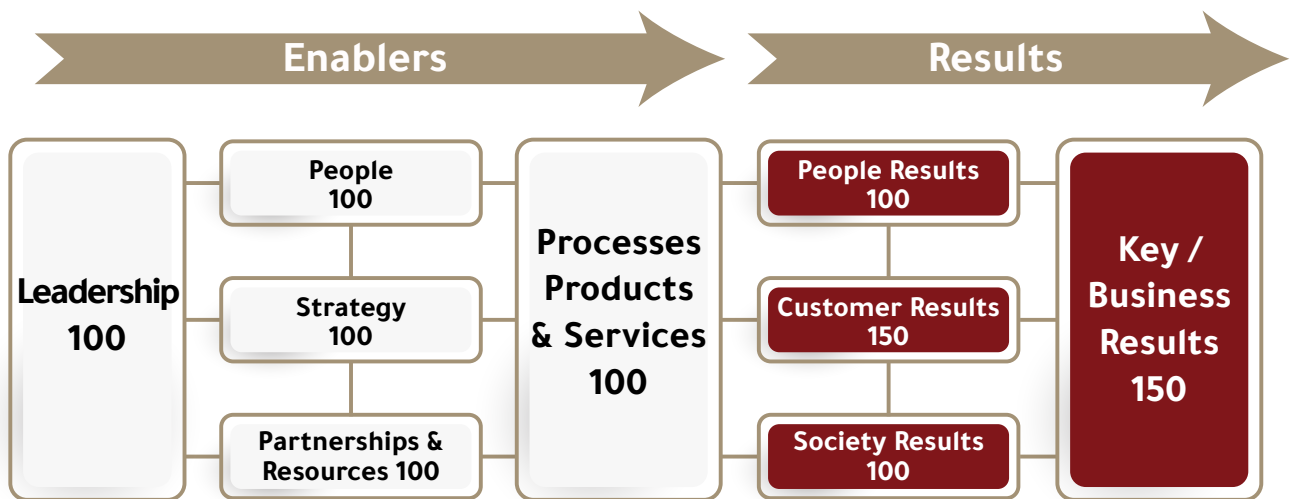 Enablers
Results
Leadership
100
People
100
Strategy
100
Partnerships &
Resources 100
Processes
Products
& Services
100
People Results
100
Customer Results
150
Society Results
100
Key /
Business
Results
150